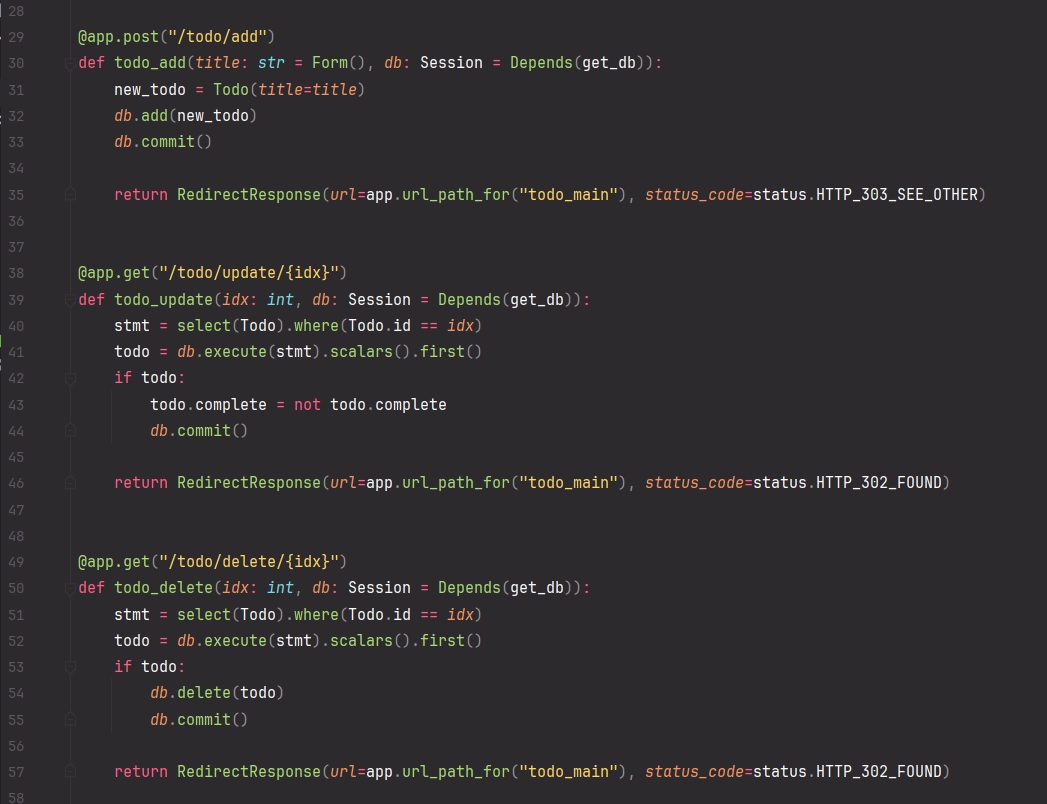 28
29 @app.post("/todo/add")
30 def todo_add(title: str = Form(), db: Session = Depends(get_db)):
31     new_todo = Todo(title=title)
32     db.add(new_todo)
33     db.commit()
34
35     return RedirectResponse(url=app.url_path_for("todo_main"), status_code=status.HTTP_303_SEE_OTHER)
36
37
38 @app.get("/todo/update/{idx}")
39 def todo_update(idx: int, db: Session = Depends(get_db)):
40     stmt = select(Todo).where(Todo.id == idx)
41     todo = db.execute(stmt).scalars().first()
42     if todo:
43         todo.complete = not todo.complete
44         db.commit()
45
46     return RedirectResponse(url=app.url_path_for("todo_main"), status_code=status.HTTP_302_FOUND)
47
48
49 @app.get("/todo/delete/{idx}")
50 def todo_delete(idx: int, db: Session = Depends(get_db)):
51     stmt = select(Todo).where(Todo.id == idx)
52     todo = db.execute(stmt).scalars().first()
53     if todo:
54         db.delete(todo)
55         db.commit()
56
57     return RedirectResponse(url=app.url_path_for("todo_main"), status_code=status.HTTP_302_FOUND)
58